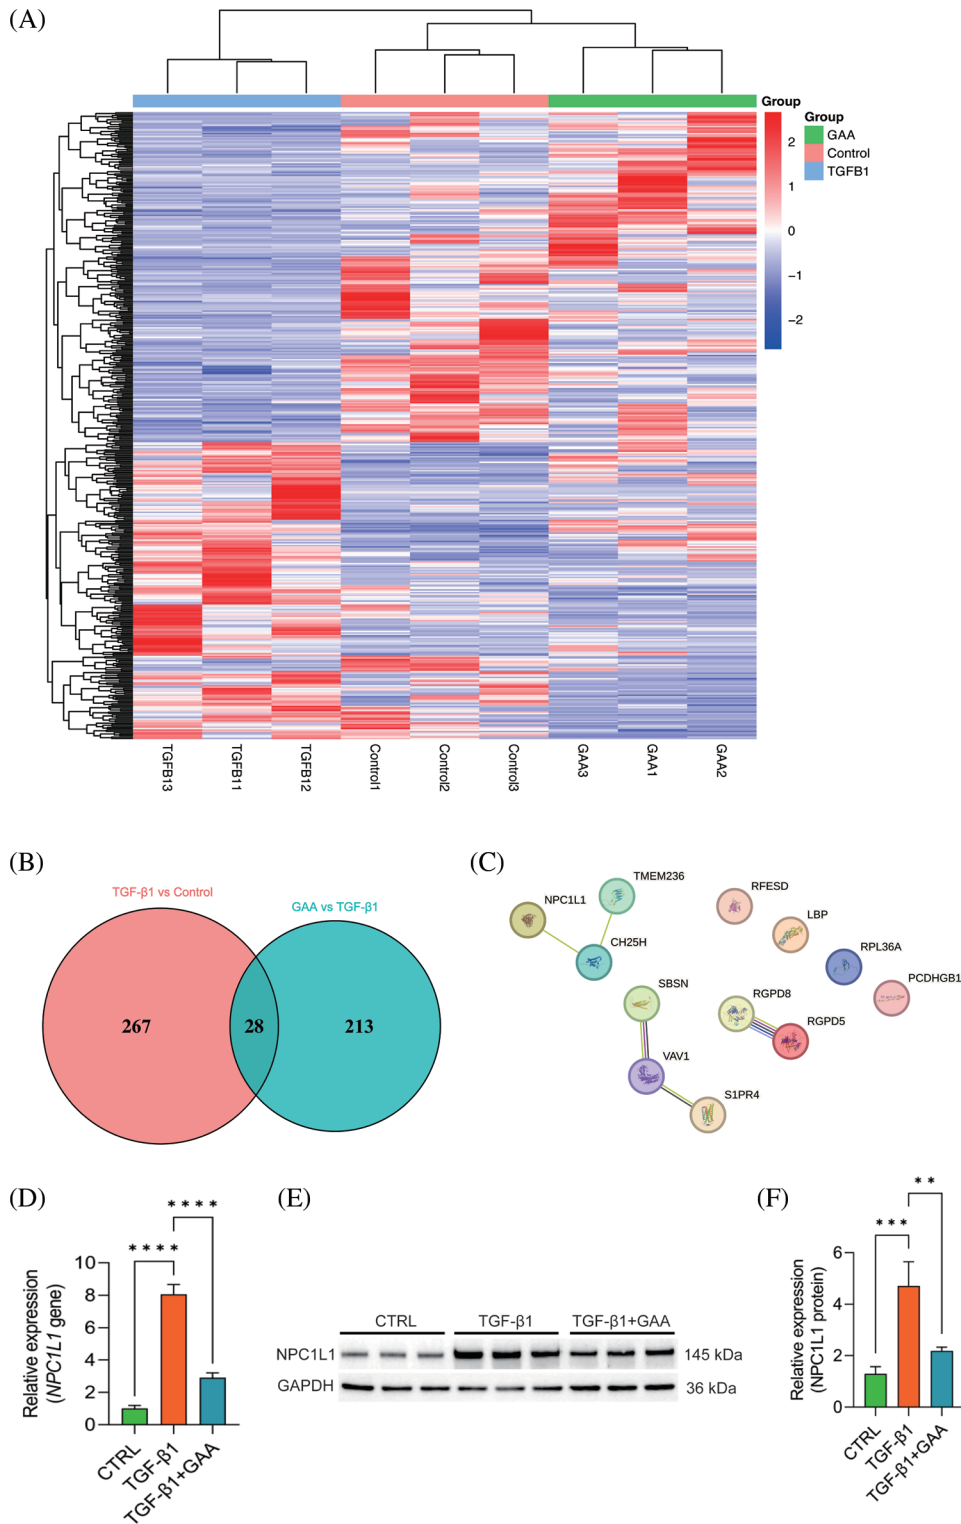 (A)
Group
2
1
0
−1
−2
Group
GAA
Control
TGFB1
TGFB13
TGFB11
TGFB12
Control1
Control2
Control3
GAA3
GAA1
GAA2
(B)
TGF-β1 vs Control
GAA vs TGF-β1
267
28
213
(C)
NPC1L1
TMEM236
CH25H
RFESD
LBP
RPL36A
PCDHGB1
SBSN
RGPD8
RGPD5
VAV1
S1PR4
(D)
Relative expression
(NPC1L1 gene)
10
8
6
4
2
0
****
****
CTRL
TGF-β1
TGF-β1+GAA
(E)
CTRL
TGF-β1
TGF-β1+GAA
NPC1L1
145 kDa
GAPDH
36 kDa
(F)
Relative expression
(NPC1L1 protein)
6
4
2
0
***
**
CTRL
TGF-β1
TGF-β1+GAA